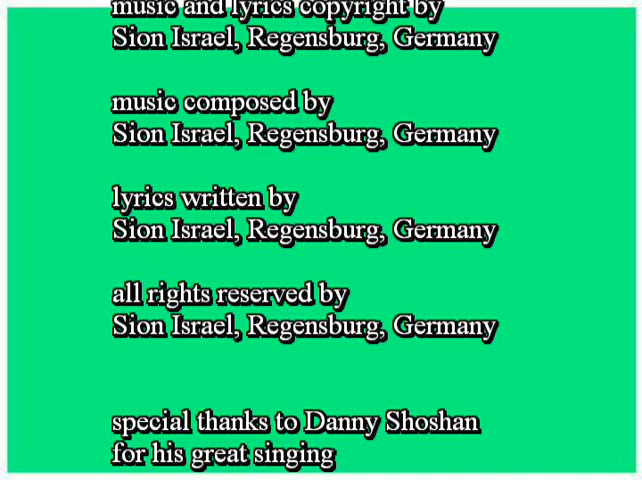 music and lyrics copyright by
Sion Israel, Regensburg, Germany
music composed by
Sion Israel, Regensburg, Germany
lyrics written by
Sion Israel, Regensburg, Germany
all rights reserved by
Sion Israel, Regensburg, Germany
special thanks to Danny Shoshan
for his great singing